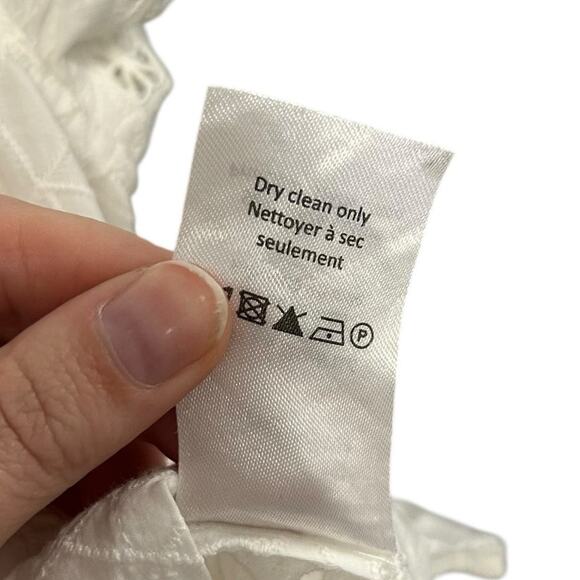 Dry clean only
Nettoyer à sec
seulement
P